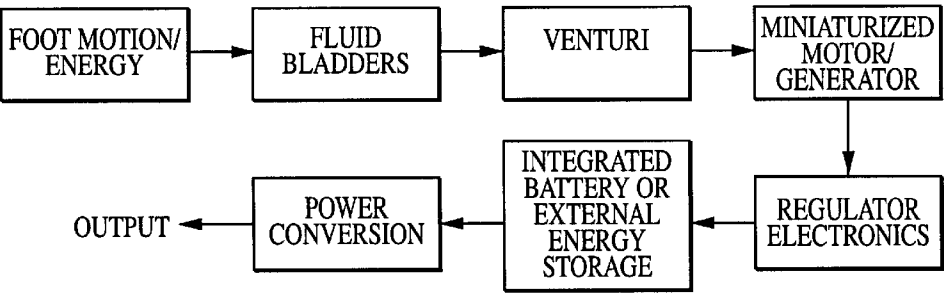 FOOT MOTION/
ENERGY
FLUID
BLADDERS
VENTURI
MINIATURIZED
MOTOR/
GENERATOR
REGULATOR
ELECTRONICS
INTEGRATED
BATTERY OR
EXTERNAL
ENERGY
STORAGE
POWER
CONVERSION
OUTPUT